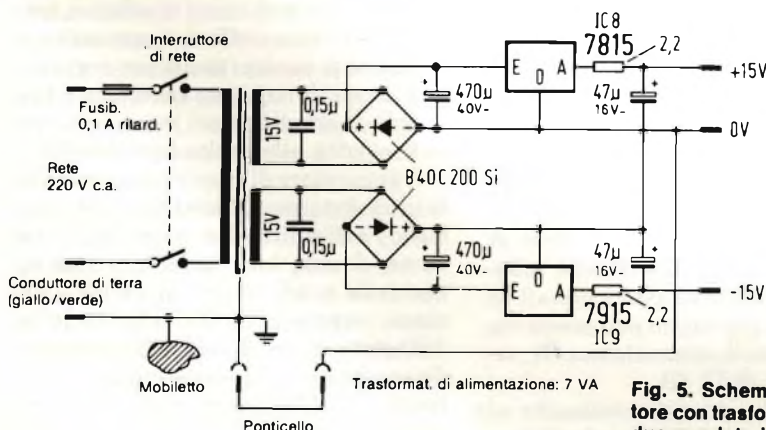 Interruttore
di rete
Fusib.
0,1 A ritard.
Rete
220 V c.a.
Conduttore di terra
(giallo/verde)
Mobiletto
Ponticello
Trasformat. di alimentazione: 7 VA
15V
0,15µ
15V
0,15µ
B40C200 Si
470µ
40V-
IC8
7815
2,2
E O A
47µ
16V-
+15V
0V
470µ
40V-
E O A
7915
IC9
2,2
47µ
16V-
-15V
Fig. 5. Schem
tore con trasfo